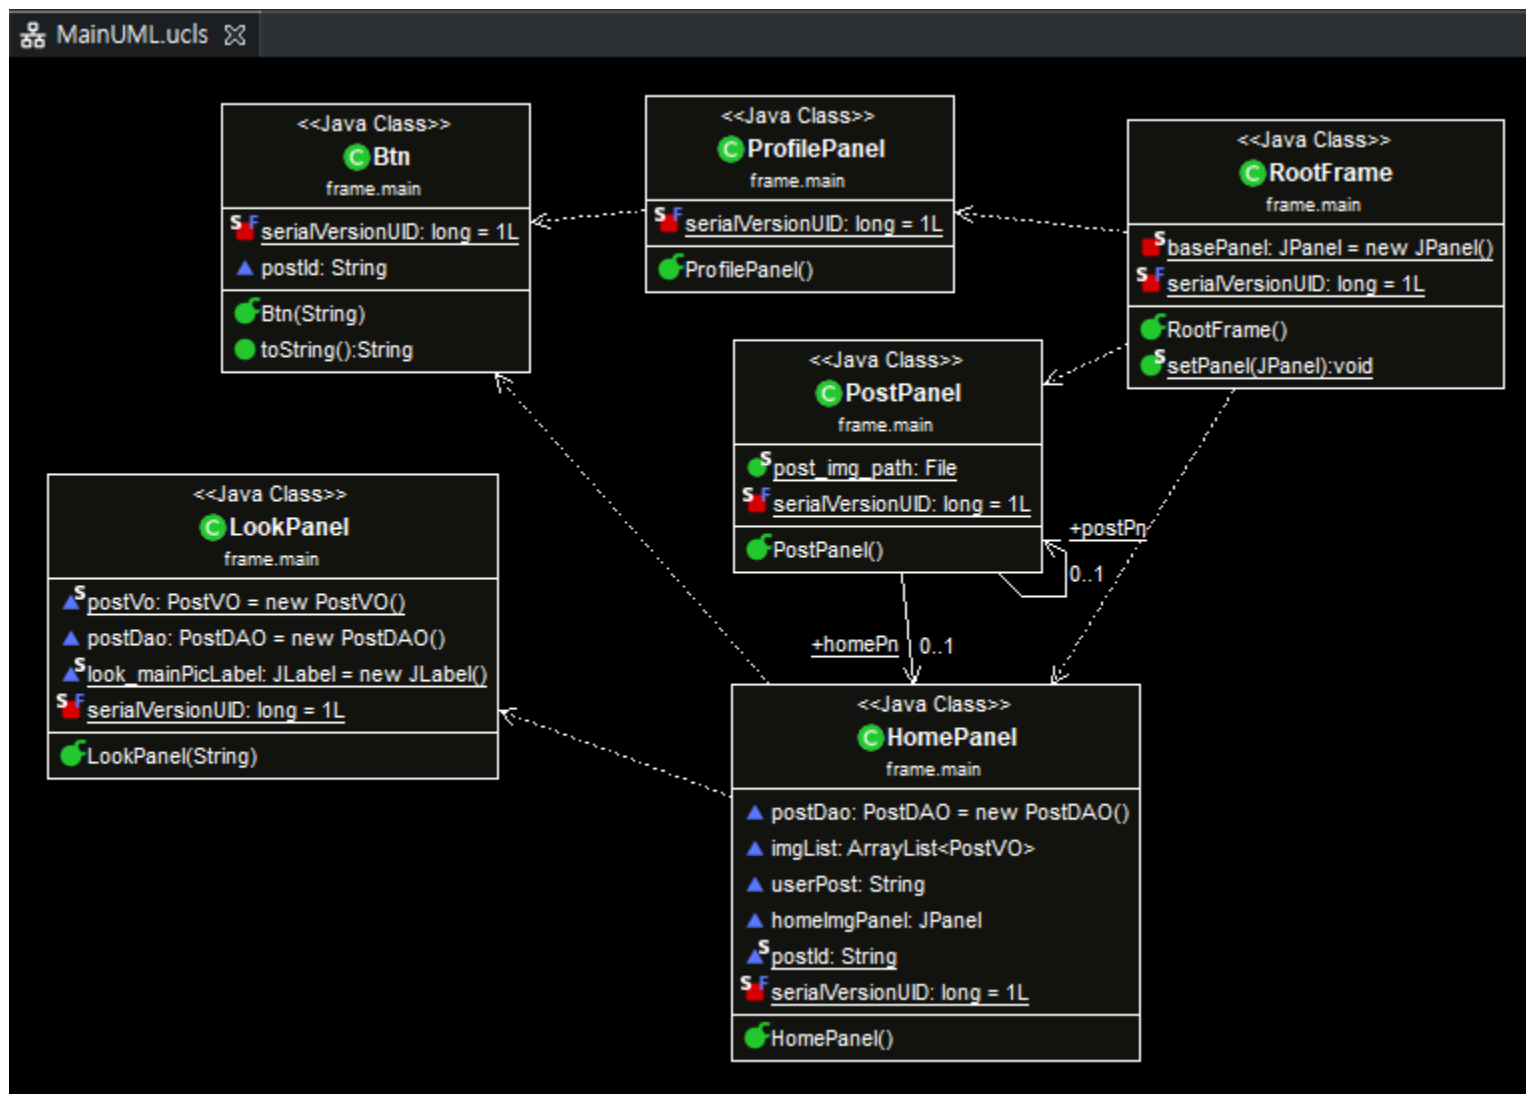 MainUML.ucls
<<Java Class>>
Btn
frame.main
serialVersionUID: long = 1L
postId: String
Btn(String)
toString():String
<<Java Class>>
ProfilePanel
frame.main
serialVersionUID: long = 1L
ProfilePanel()
<<Java Class>>
RootFrame
frame.main
basePanel: JPanel = new JPanel()
serialVersionUID: long = 1L
RootFrame()
setPanel(JPanel):void
<<Java Class>>
PostPanel
frame.main
post_img_path: File
serialVersionUID: long = 1L
PostPanel()
+postPn
0..1
+homePn
0..1
<<Java Class>>
LookPanel
frame.main
postVo: PostVO = new PostVO()
postDao: PostDAO = new PostDAO()
look_mainPicLabel: JLabel = new JLabel()
serialVersionUID: long = 1L
LookPanel(String)
<<Java Class>>
HomePanel
frame.main
postDao: PostDAO = new PostDAO()
imgList: ArrayList<PostVO>
userPost: String
homeImgPanel: JPanel
postId: String
serialVersionUID: long = 1L
HomePanel()